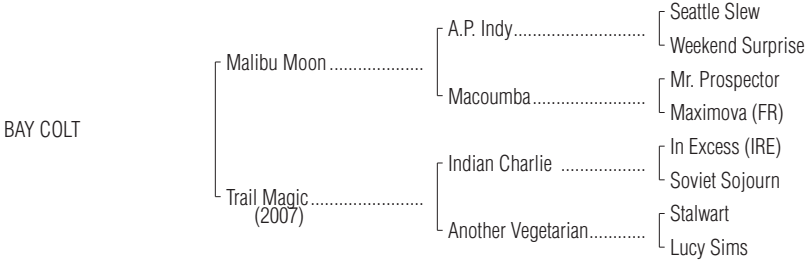 Seattle Slew
A.P. Indy
Weekend Surprise
Malibu Moon
Mr. Prospector
Macoumba
Maximova (FR)
BAY COLT
In Excess (IRE)
Indian Charlie
Soviet Sojourn
Trail Magic
(2007)
Stalwart
Another Vegetarian
Lucy Sims